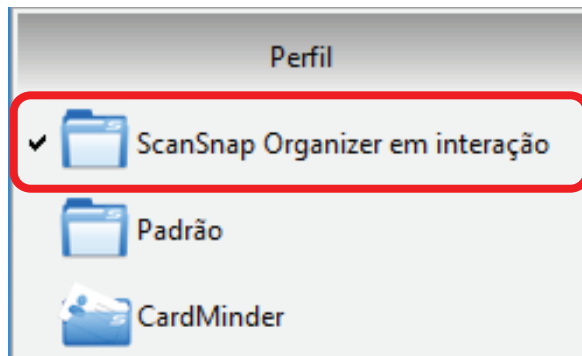 Perfil
ScanSnap Organizer em interação
Padrão
CardMinder